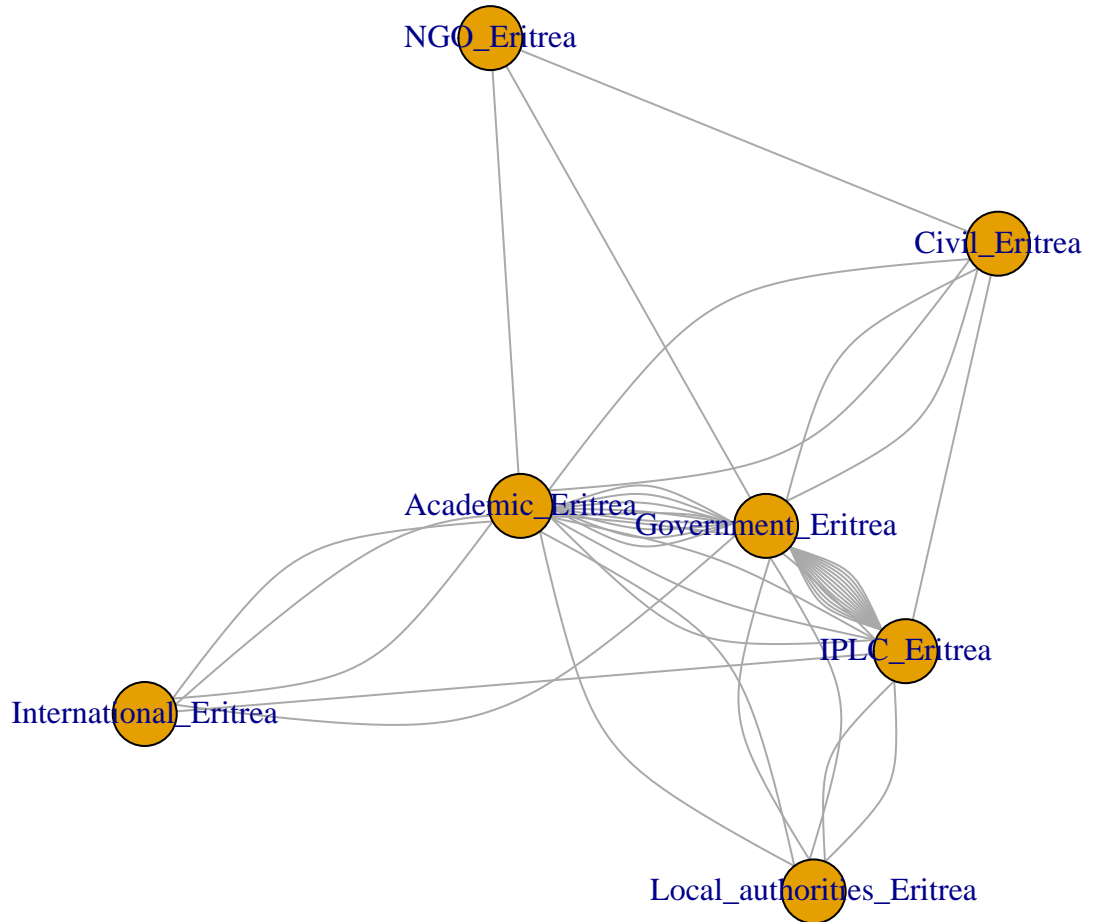 NGO_Eritrea
Civil_Eritrea
Academic_Eritrea
Government_Eritrea
IPLC_Eritrea
International_Eritrea
Local_authorities_Eritrea